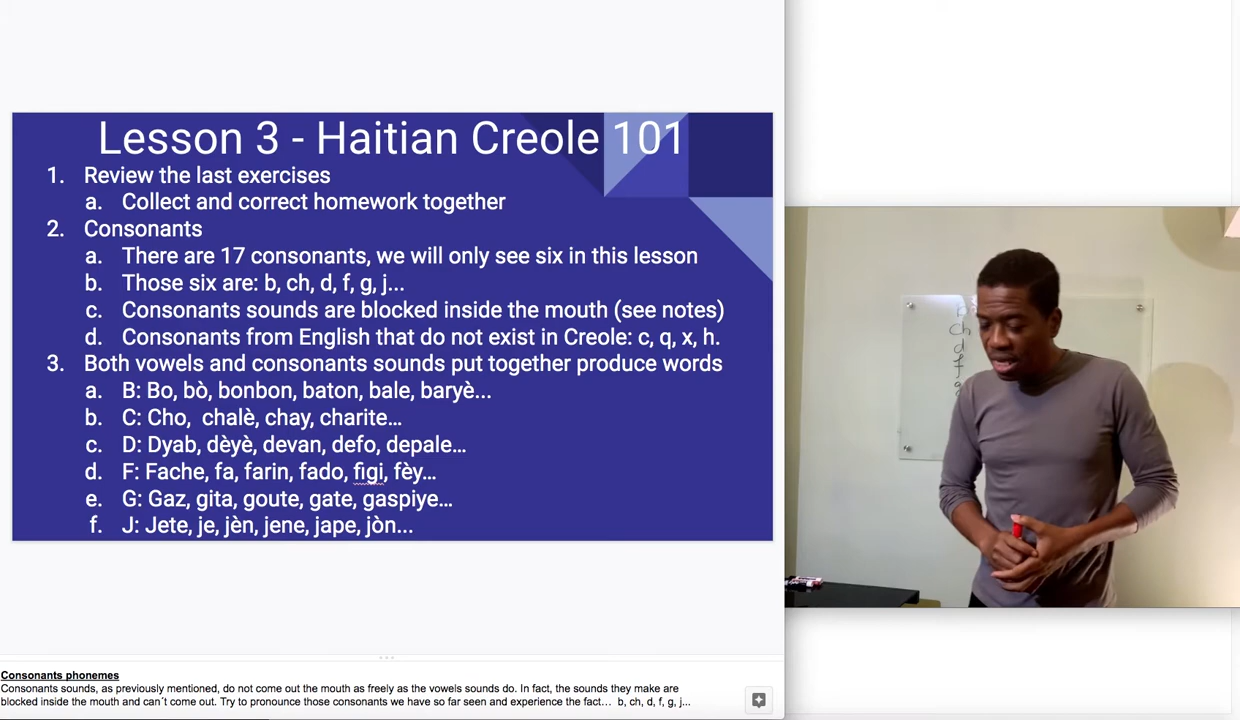 Lesson 3 - Haitian Creole 101
1. Review the last exercises
a. Collect and correct homework together
2. Consonants
a. There are 17 consonants, we will only see six in this lesson
b. Those six are: b, ch, d, f, g, j...
c. Consonants sounds are blocked inside the mouth (see notes)
d. Consonants from English that do not exist in Creole: c, q, x, h.
3. Both vowels and consonants sounds put together produce words
a. B: Bo, bò, bonbon, baton, bale, baryè...
b. C: Cho,  chalè, chay, charite...
c. D: Dyab, dèyè, devan, defo, depale...
d. F: Fache, fa, farin, fado, figi, fèy...
e. G: Gaz, gita, goute, gate, gaspiye...
f. J: Jete, je, jèn, jene, jape, jòn...
ch
d
f
Consonants phonemes
Consonants sounds, as previously mentioned, do not come out the mouth as freely as the vowels sounds do. In fact, the sounds they make are
blocked inside the mouth and can´t come out. Try to pronounce those consonants we have so far seen and experience the fact...  b, ch, d, f, g, j...